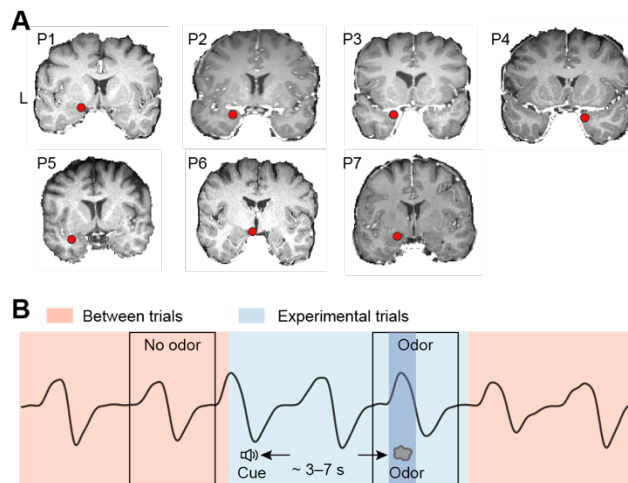 A
P1
P2
P3
P4
L
P5
P6
P7
B
Between trials
Experimental trials
No odor
Odor
~ 3–7 s
Cue
Odor